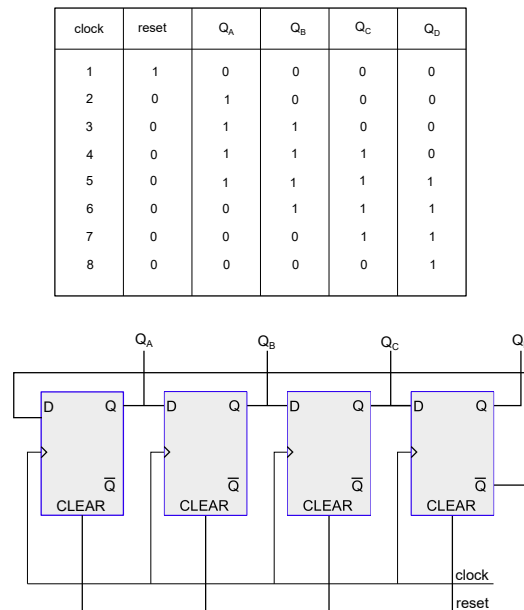 clock reset QA QB QC QD
1 1 0 0 0 0
2 0 1 0 0 0
3 0 1 1 0 0
4 0 1 1 1 0
5 0 1 1 1 1
6 0 0 1 1 1
7 0 0 0 1 1
8 0 0 0 0 1
QA QB QC Q
D Q D Q D Q D Q
Q̅ Q̅ Q̅ Q̅
CLEAR CLEAR CLEAR CLEAR
clock
reset